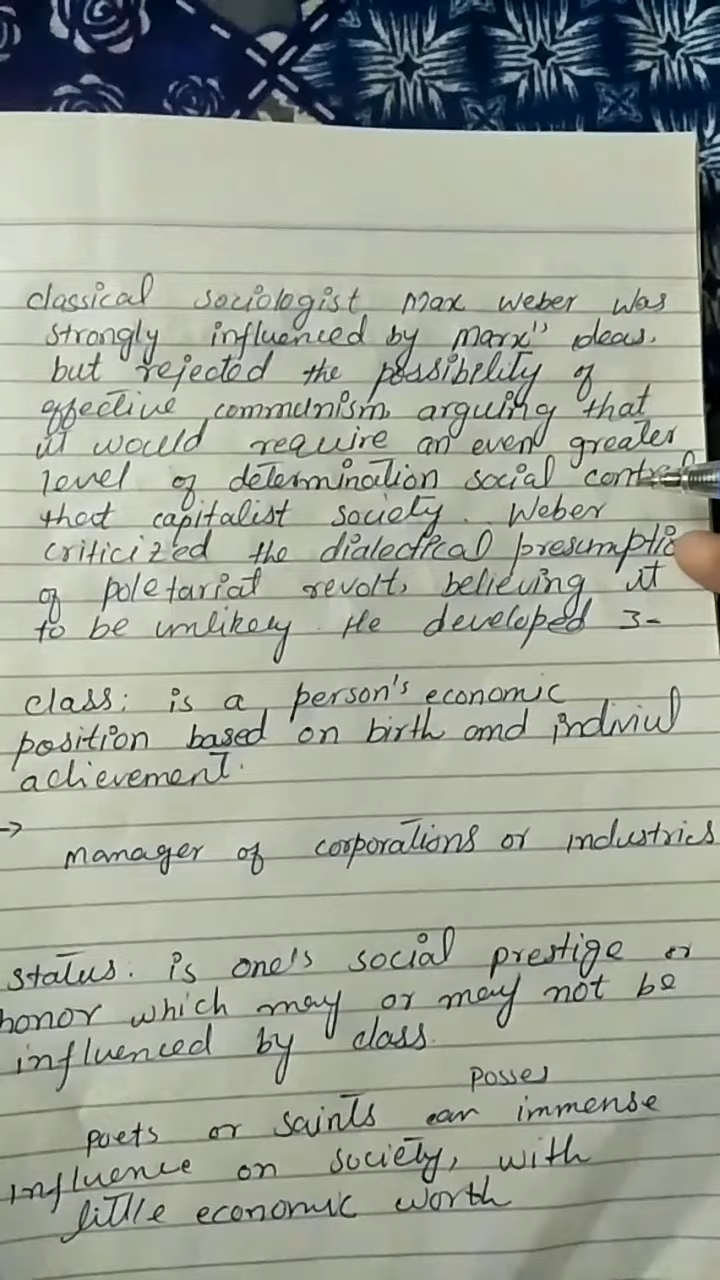 classical sociologist Max Weber was
strongly influenced by Marx'' ideas.
but rejected the possibility of
effective communism, arguing that
it would require an even greater
level of determination social
that capitalist society. Weber
criticized the dialectical
of poletariat revolt, believing it
to be unlikely. He developed 3-
class: is a person's economic
position based on birth and indiviul
achievement.
→
manager of corporations or industries
status. is one's social prestige or
honor which may or may not be
influenced by class.
posses
poets or saints can immense
influence on society, with
little economic worth